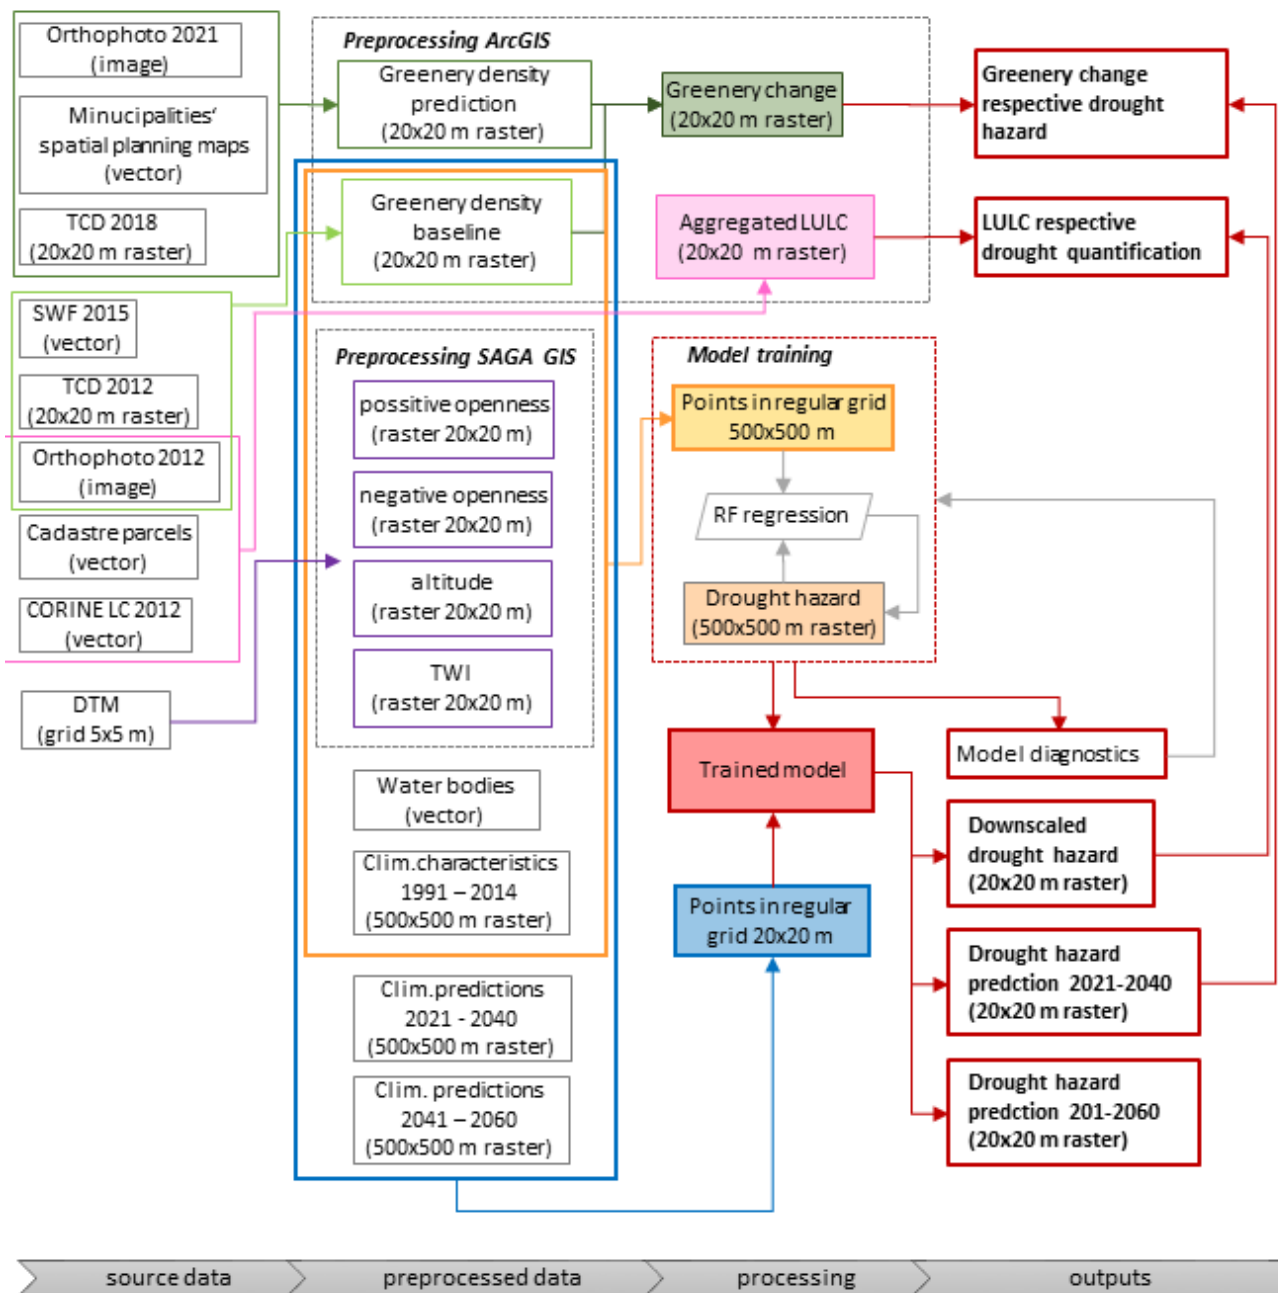 Orthophoto 2021
(image)
Minucipalities‘
spatial planning maps
(vector)
TCD 2018
(20x20 m raster)
SWF 2015
(vector)
TCD 2012
(20x20 m raster)
Orthophoto 2012
(image)
Cadastre parcels
(vector)
CORINE LC 2012
(vector)
DTM
(grid 5x5 m)
Preprocessing ArcGIS
Greenery density
prediction
(20x20 m raster)
Greenery density
baseline
(20x20 m raster)
Greenery change
(20x20 m raster)
Aggregated LULC
(20x20 m raster)
Preprocessing SAGA GIS
possitive openness
(raster 20x20 m)
negative openness
(raster 20x20 m)
altitude
(raster 20x20 m)
TWI
(raster 20x20 m)
Water bodies
(vector)
Clim.characteristics
1991 – 2014
(500x500 m raster)
Clim.predictions
2021 - 2040
(500x500 m raster)
Clim. predictions
2041 – 2060
(500x500 m raster)
Model training
Points in regular grid
500x500 m
RF regression
Drought hazard
(500x500 m raster)
Trained model
Points in regular
grid 20x20 m
Greenery change
respective drought
hazard
LULC respective
drought quantification
Model diagnostics
Downscaled
drought hazard
(20x20 m raster)
Drought hazard
predction 2021-2040
(20x20 m raster)
Drought hazard
predction 201-2060
(20x20 m raster)
source data
preprocessed data
processing
outputs